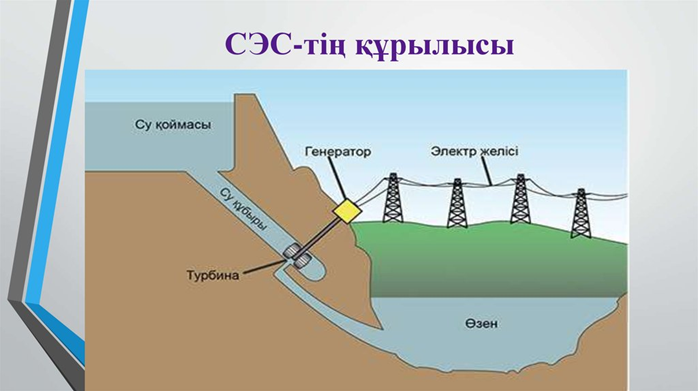 СЭС-тің құрылысы
Су қоймасы
Генератор
Электр желісі
Су құбыры
Турбина
Өзен